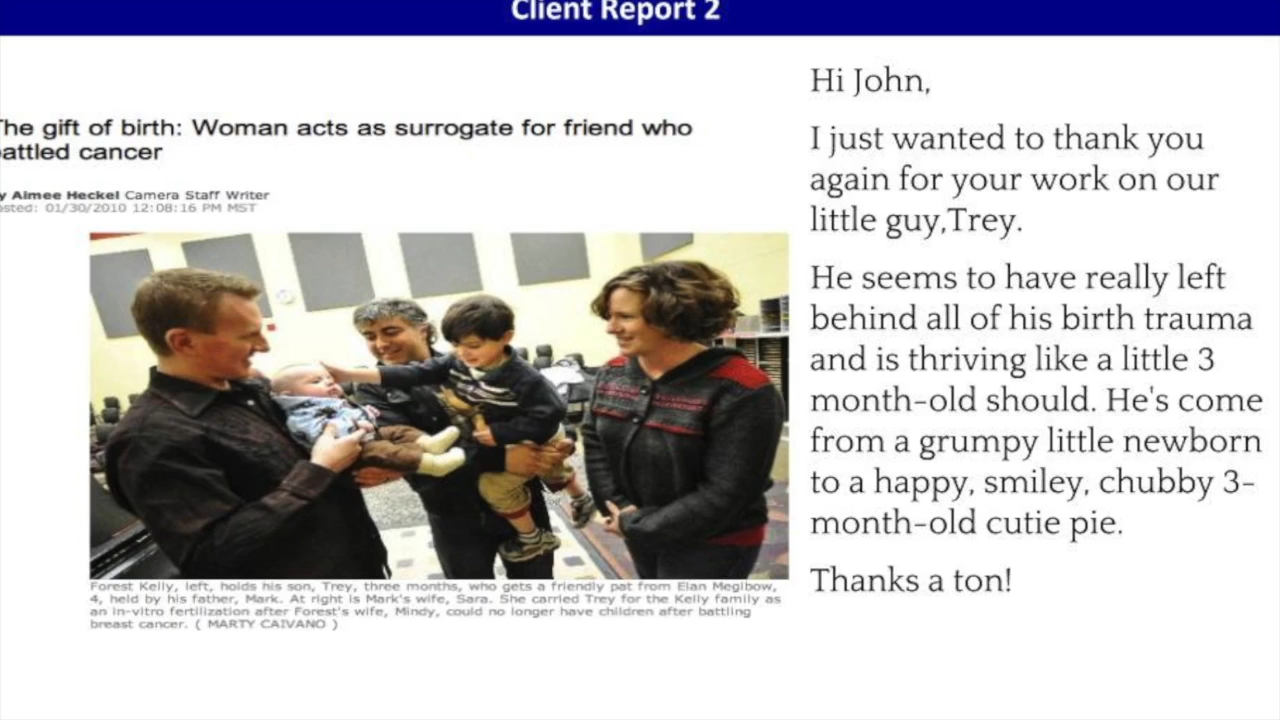 Client Report 2
The gift of birth: Woman acts as surrogate for friend who
attled cancer
y Aimee Heckel Camera Staff Writer
osted: 01/30/2010 12:08:16 PM MST
Forest Kelly, left, holds his son, Trey, three months, who gets a friendly pat from Elan Megibow,
4, held by his father, Mark. At right is Mark's wife, Sara. She carried Trey for the Kelly family as
an in-vitro fertilization after Forest's wife, Mindy, could no longer have children after battling
breast cancer. ( MARTY CAIVANO )
Hi John,
I just wanted to thank you
again for your work on our
little guy,Trey.
He seems to have really left
behind all of his birth trauma
and is thriving like a little 3
month-old should. He's come
from a grumpy little newborn
to a happy, smiley, chubby 3-
month-old cutie pie.
Thanks a ton!